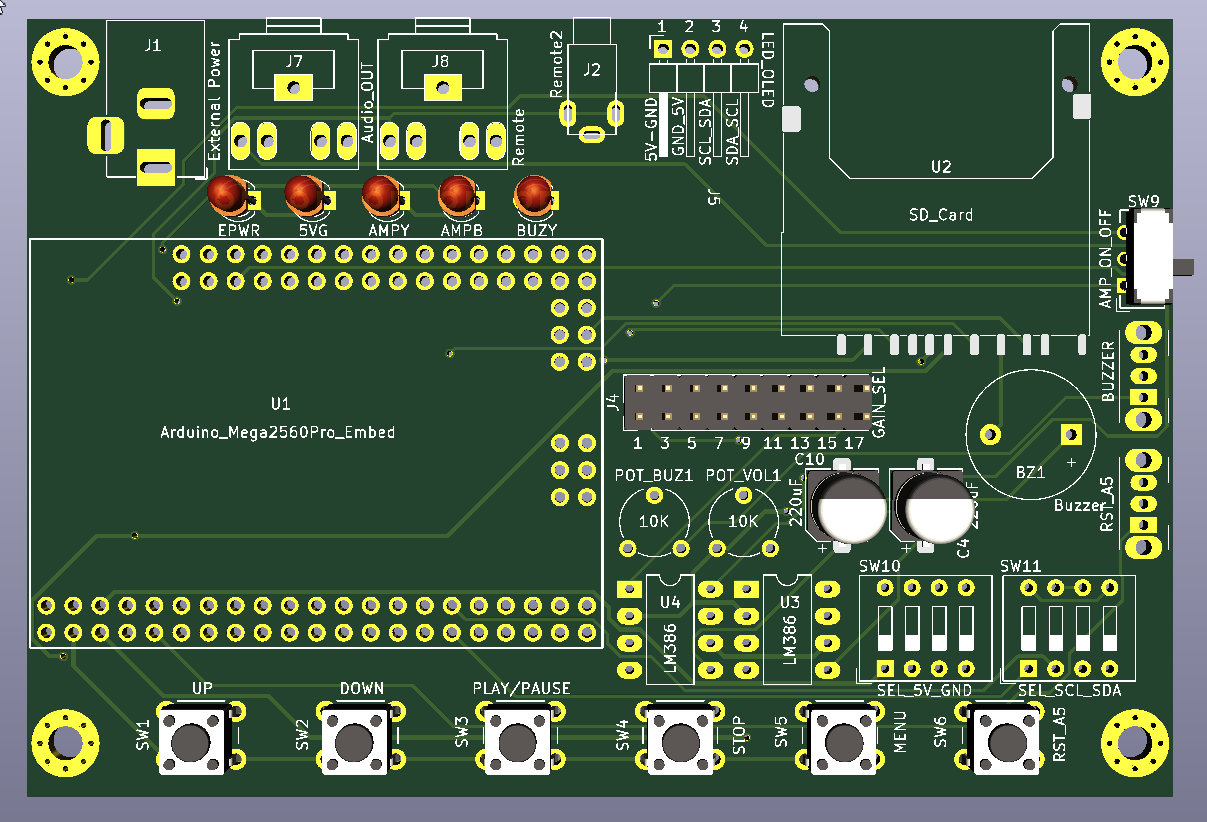 J1
External Power
J7
Audio_OUT
J8
Remote
Remote2
J2
1 2 3 4
LED_OLED
5V-GND
GND_5V
SCL_SDA
SDA_SCL
J5
U2
SD_Card
SW9
AMP_ON_OFF
EPWR 5VG AMPY AMPB BUZY
U1
Arduino_Mega2560Pro_Embed
J4
GAIN_SEL
1 3 5 7 9 11 13 15 17
BUZZER
BZ1
+
Buzzer
RST_A5
C10
220uF
+
220uF
C4
+
POT_BUZ1 POT_VOL1
10K 10K
U4
LM386
U3
LM386
SW10
SEL_5V_GND
SW11
SEL_SCL_SDA
UP
SW1
DOWN
SW2
PLAY/PAUSE
SW3
SW4
STOP
SW5
MENU
SW6
RST_A5